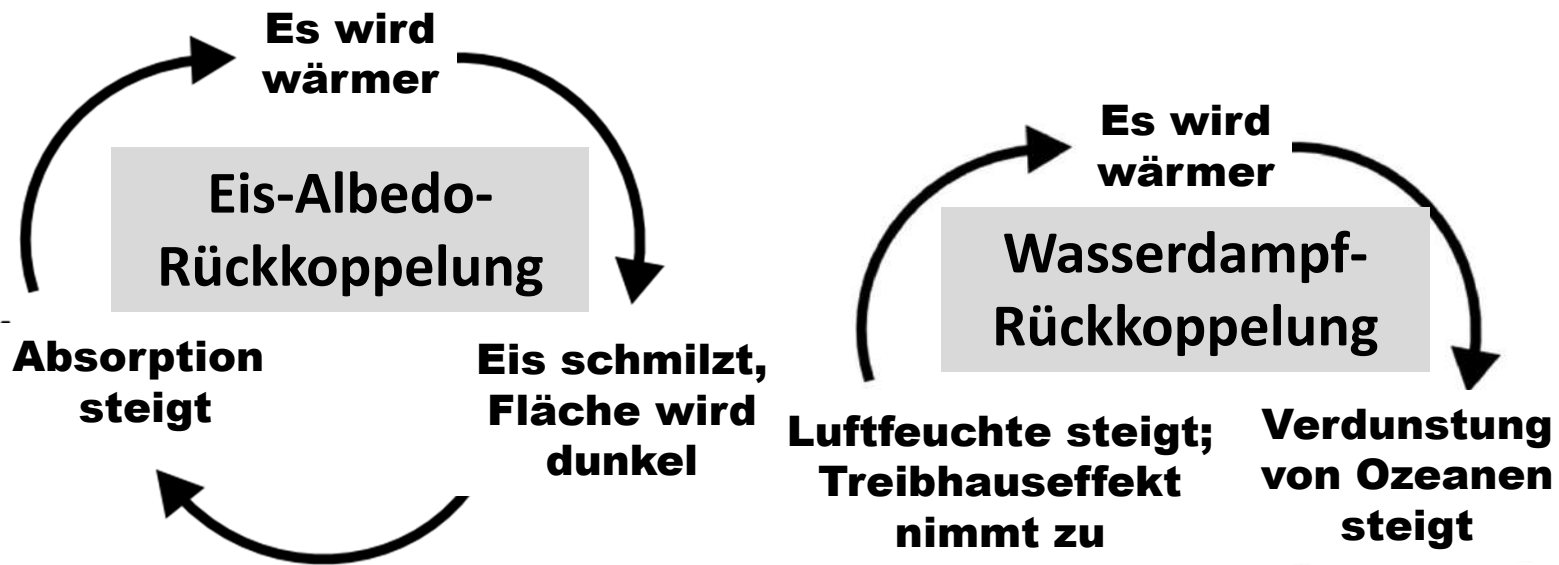 Es wird
wärmer
Eis-Albedo-
Rückkoppelung
Absorption
steigt
Eis schmilzt,
Fläche wird
dunkel
Es wird
wärmer
Wasserdampf-
Rückkoppelung
Luftfeuchte steigt;
Treibhauseffekt
nimmt zu
Verdunstung
von Ozeanen
steigt